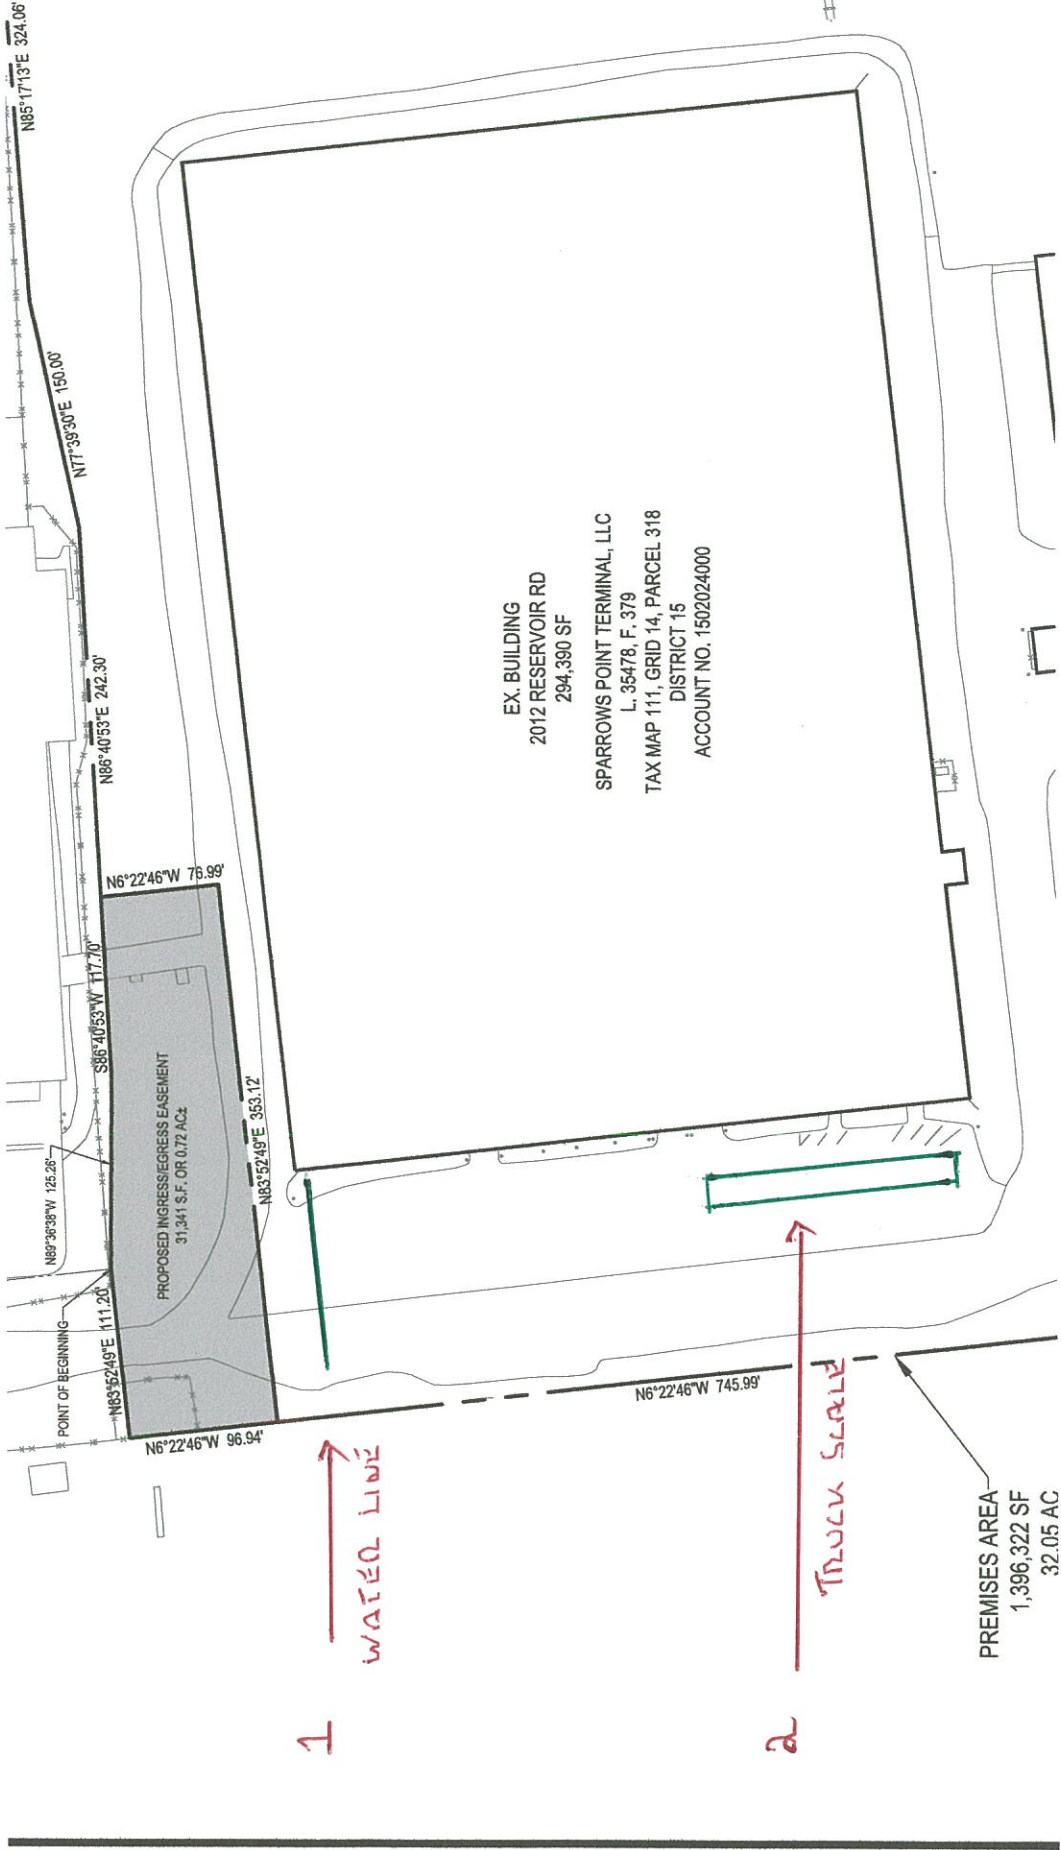 N85°17'13"E 324.06'
N77°39'30"E 150.00'
N86°40'53"E 242.30'
N6°22'46"W 76.99'
S86°40'53"W 117.70'
N89°36'38"W 125.26'
POINT OF BEGINNING
N83°52'49"E 111.20'
PROPOSED INGRESS/EGRESS EASEMENT
31,341 S.F. OR 0.72 AC±
N83°52'49"E 353.12'
N6°22'46"W 96.94'
EX. BUILDING
2012 RESERVOIR RD
294,390 SF
SPARROWS POINT TERMINAL, LLC
L. 35478, F. 379
TAX MAP 111, GRID 14, PARCEL 318
DISTRICT 15
ACCOUNT NO. 1502024000
N6°22'46"W 745.99'
1
WATER LINE
2
TRUCK SCALE
PREMISES AREA
1,396,322 SF
32.05 AC